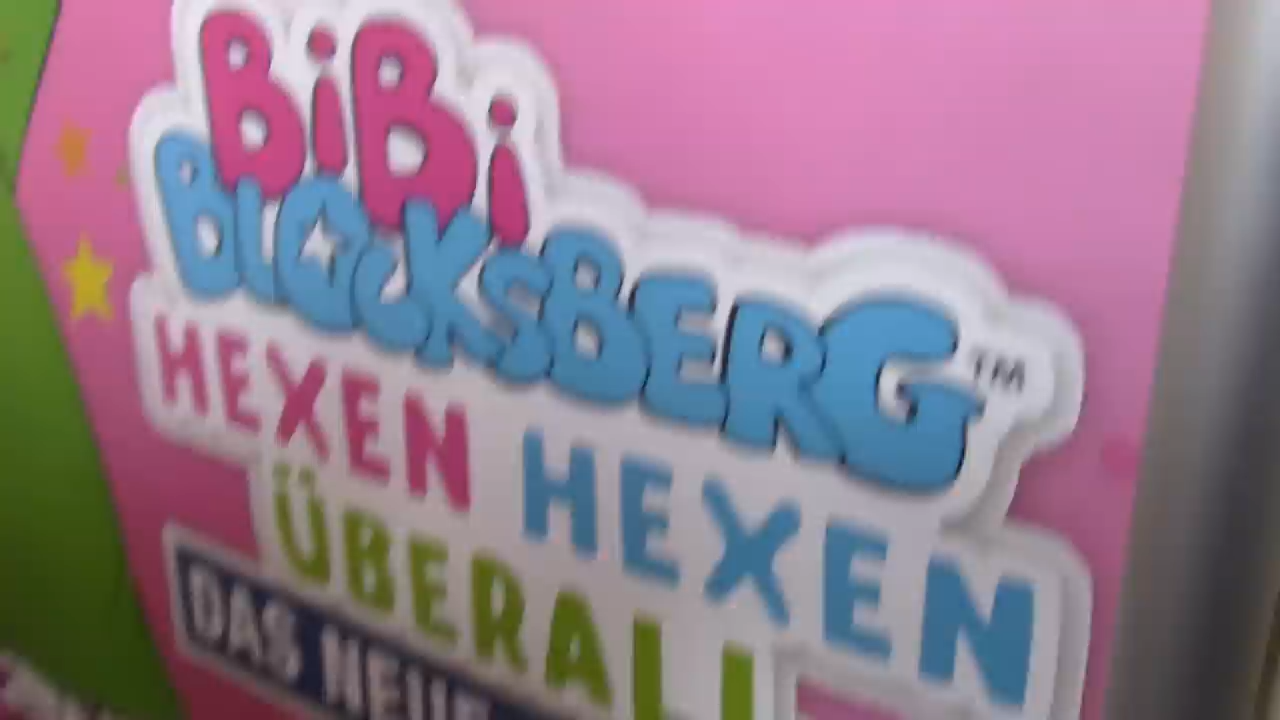 BiBi
BLOCKSBERG™
HEXEN HEXEN
ÜBERALL
DAS NEUE